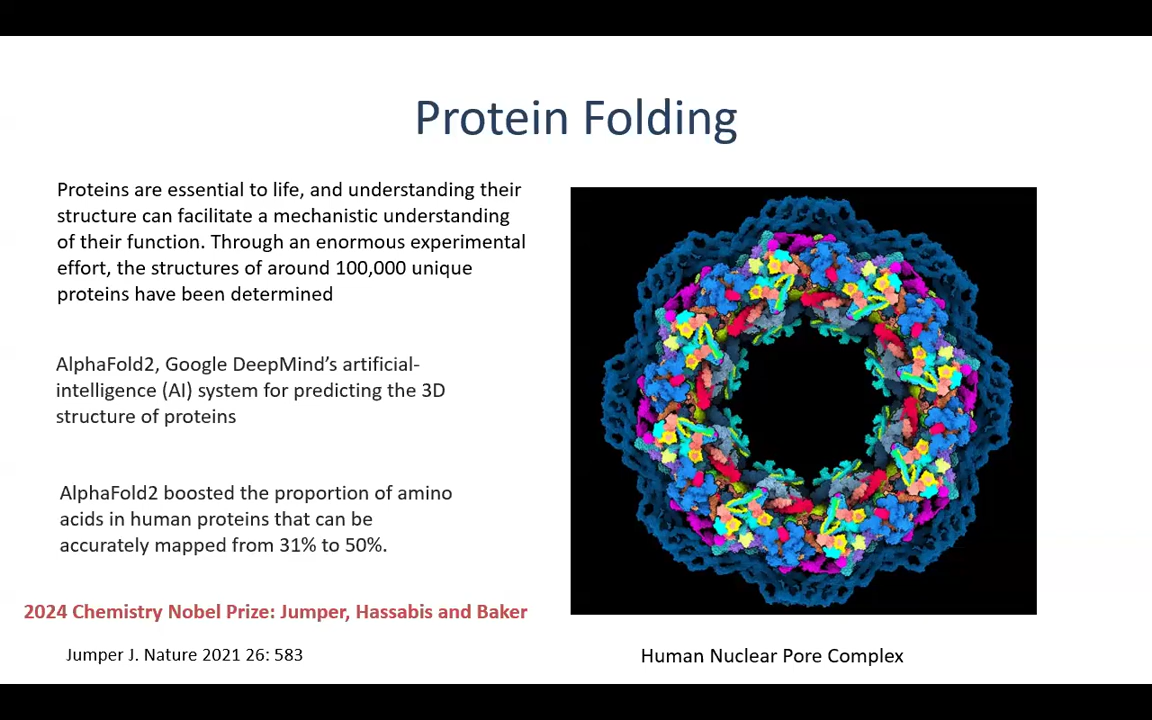 Protein Folding
Proteins are essential to life, and understanding their
structure can facilitate a mechanistic understanding
of their function. Through an enormous experimental
effort, the structures of around 100,000 unique
proteins have been determined
AlphaFold2, Google DeepMind’s artificial-
intelligence (AI) system for predicting the 3D
structure of proteins
AlphaFold2 boosted the proportion of amino
acids in human proteins that can be
accurately mapped from 31% to 50%.
2024 Chemistry Nobel Prize: Jumper, Hassabis and Baker
Jumper J. Nature 2021 26: 583
Human Nuclear Pore Complex